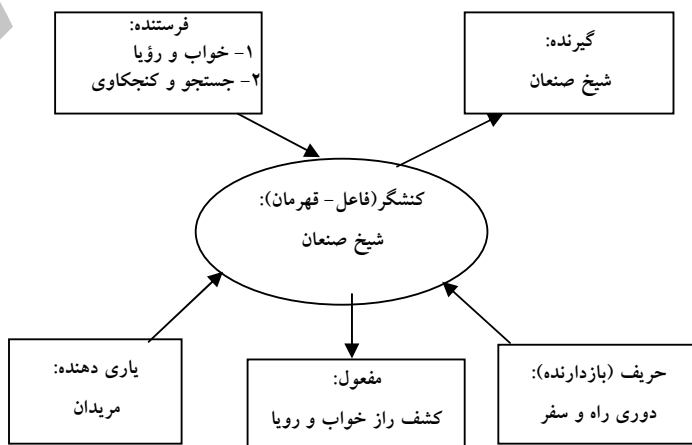 فرستنده:
۱- خواب و رؤیا
۲- جستجو و کنجکاوی
گیرنده:
شیخ صنعان
کنشگر(فاعل- قهرمان):
شیخ صنعان
یاری دهنده:
مریدان
مفعول:
کشف راز خواب و رویا
حریف (بازدارنده):
دوری راه و سفر